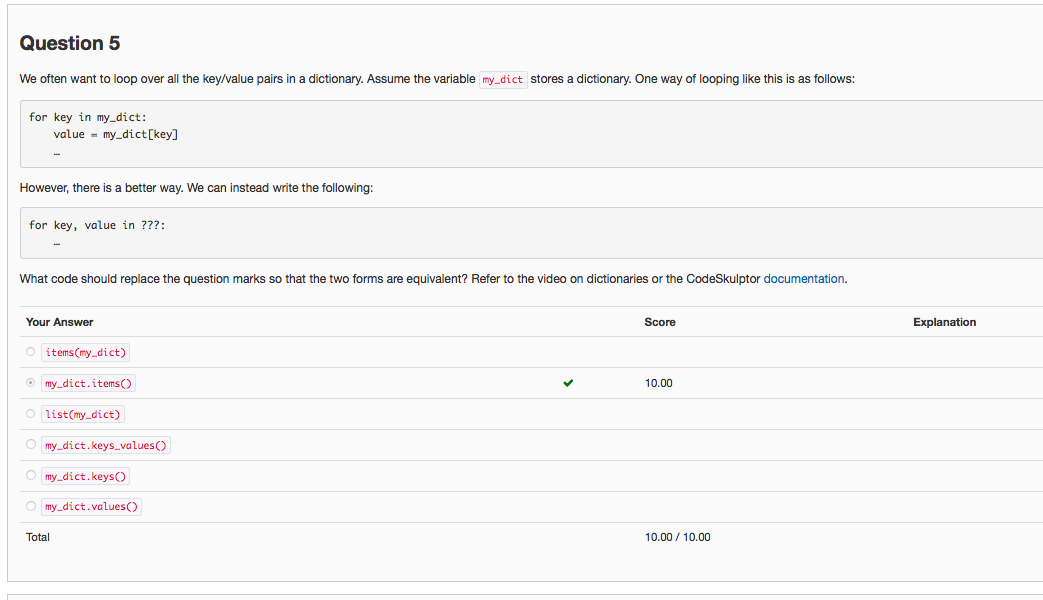 Question 5
We often want to loop over all the key/value pairs in a dictionary. Assume the variable my_dict stores a dictionary. One way of looping like this is as follows:
for key in my_dict:
    value = my_dict[key]
    …
However, there is a better way. We can instead write the following:
for key, value in ???:
    …
What code should replace the question marks so that the two forms are equivalent? Refer to the video on dictionaries or the CodeSkulptor documentation.
Your Answer Score Explanation
items(my_dict)
my_dict.items() 10.00
list(my_dict)
my_dict.keys_values()
my_dict.keys()
my_dict.values()
Total 10.00 / 10.00